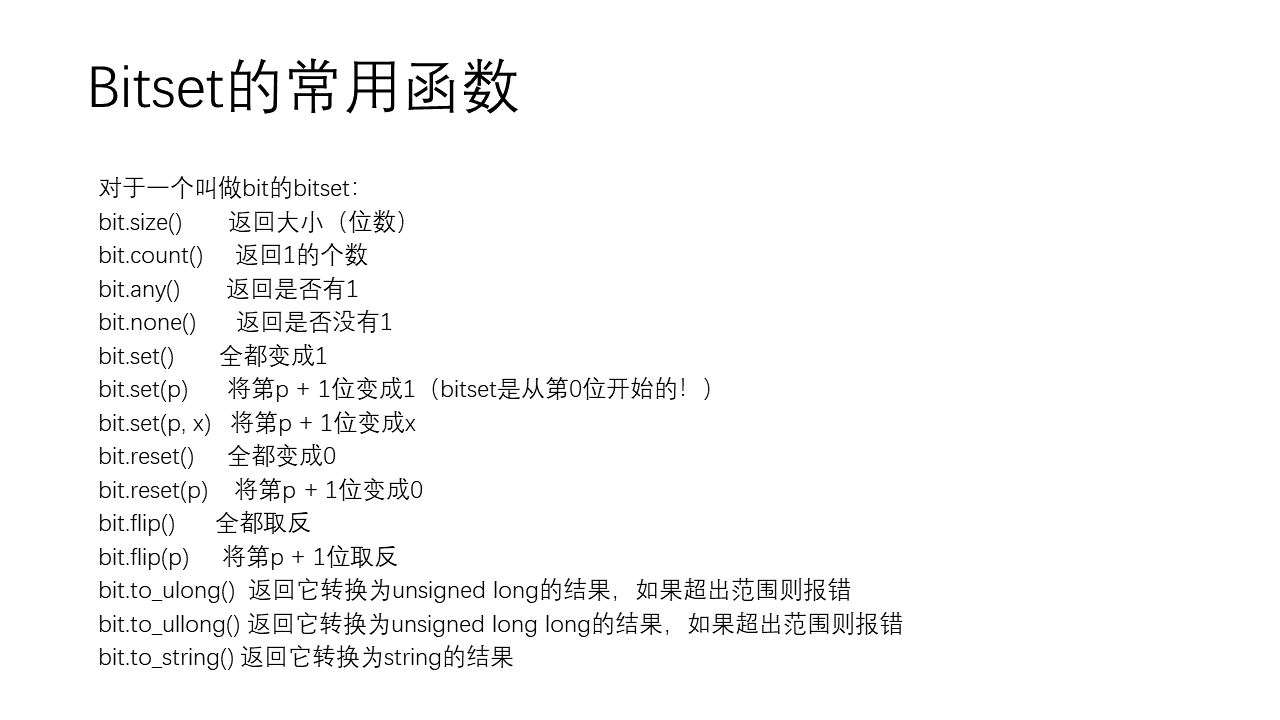 Bitset的常用函数
对于一个叫做bit的bitset：
bit.size() 返回大小（位数）
bit.count() 返回1的个数
bit.any() 返回是否有1
bit.none() 返回是否没有1
bit.set() 全都变成1
bit.set(p) 将第p + 1位变成1（bitset是从第0位开始的！）
bit.set(p, x) 将第p + 1位变成x
bit.reset() 全都变成0
bit.reset(p) 将第p + 1位变成0
bit.flip() 全都取反
bit.flip(p) 将第p + 1位取反
bit.to_ulong() 返回它转换为unsigned long的结果，如果超出范围则报错
bit.to_ullong() 返回它转换为unsigned long long的结果，如果超出范围则报错
bit.to_string() 返回它转换为string的结果